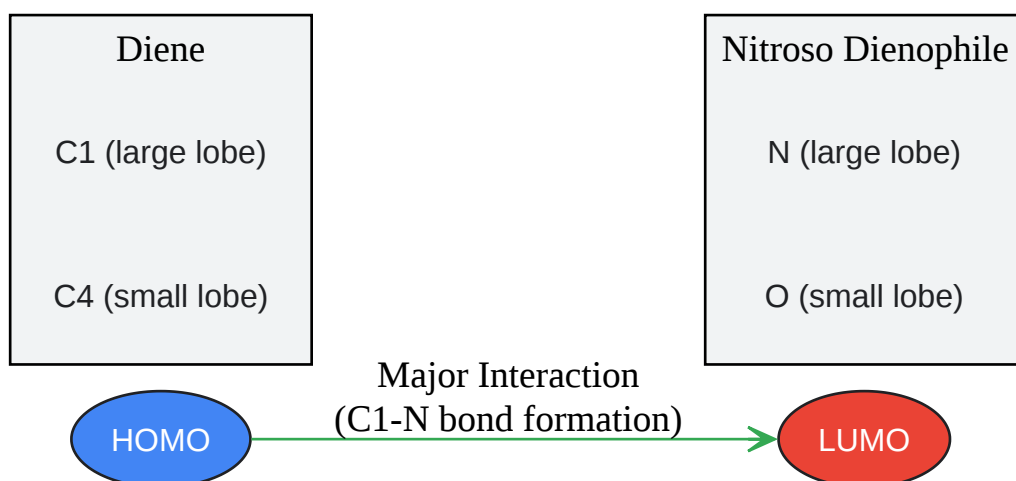 Diene
Nitroso Dienophile
C1 (large lobe)
N (large lobe)
C4 (small lobe)
O (small lobe)
Major Interaction
(C1-N bond formation)
HOMO
LUMO